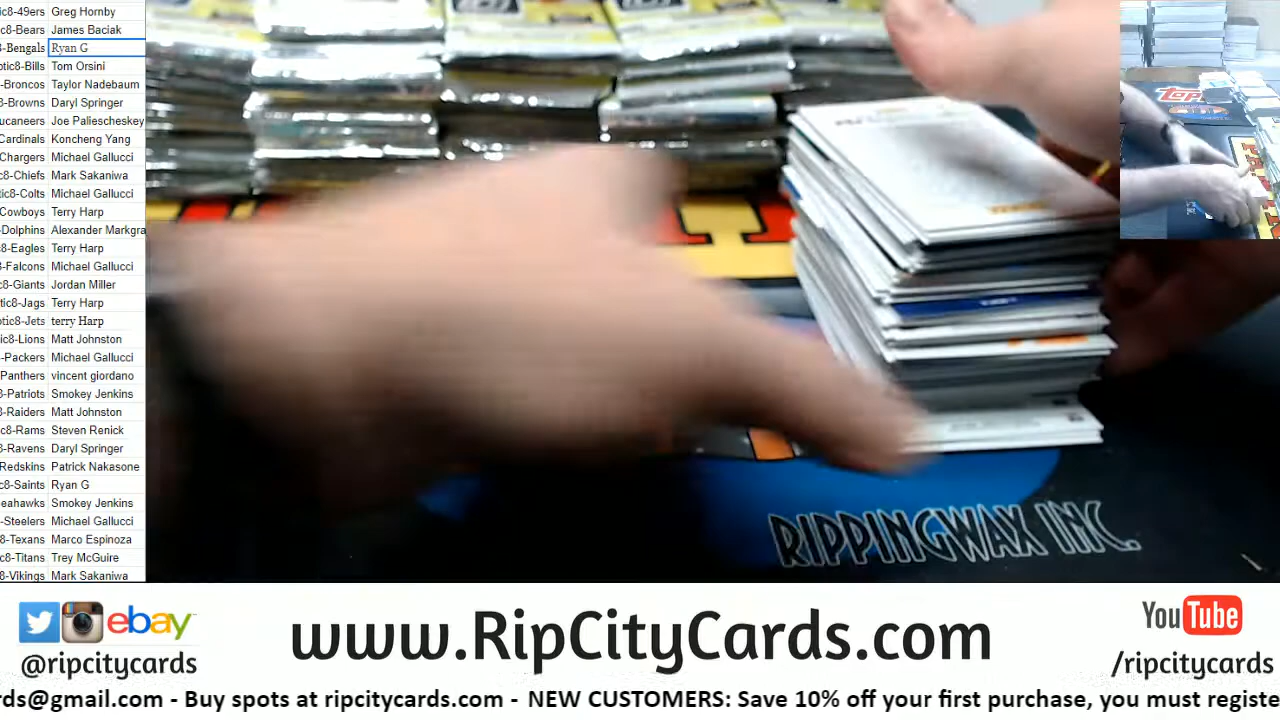 ic8-49ers Greg Hornby
c8-Bears James Baciak
8-Bengals Ryan G
otic8-Bills Tom Orsini
-Broncos Taylor Nadebaum
8-Browns Daryl Springer
ucaneers Joe Paliescheskey
Cardinals Koncheng Yang
Chargers Michael Gallucci
c8-Chiefs Mark Sakaniwa
tic8-Colts Michael Gallucci
Cowboys Terry Harp
-Dolphins Alexander Markgra
c8-Eagles Terry Harp
8-Falcons Michael Gallucci
c8-Giants Jordan Miller
tic8-Jags Terry Harp
otic8-Jets terry Harp
ic8-Lions Matt Johnston
-Packers Michael Gallucci
Panthers vincent giordano
-Patriots Smokey Jenkins
8-Raiders Matt Johnston
c8-Rams Steven Renick
-Ravens Daryl Springer
Redskins Patrick Nakasone
c8-Saints Ryan G
eahawks Smokey Jenkins
-Steelers Michael Gallucci
8-Texans Marco Espinoza
c8-Titans Trey McGuire
8-Vikings Mark Sakaniwa
RIPPINGWAX INC.
ebay
@ripcitycards
www.RipCityCards.com
YouTube
/ripcitycards
rds@gmail.com - Buy spots at ripcitycards.com - NEW CUSTOMERS: Save 10% off your first purchase, you must registe